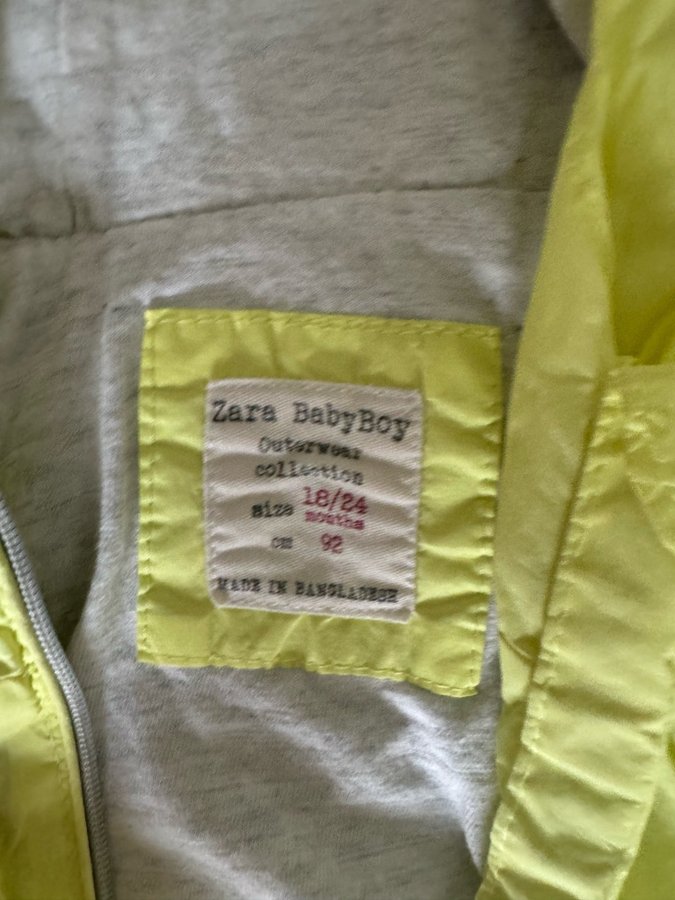 Zara BabyBoy
Outerwear
collection
size 18/24
months
cm 92
MADE IN BANGLADESH